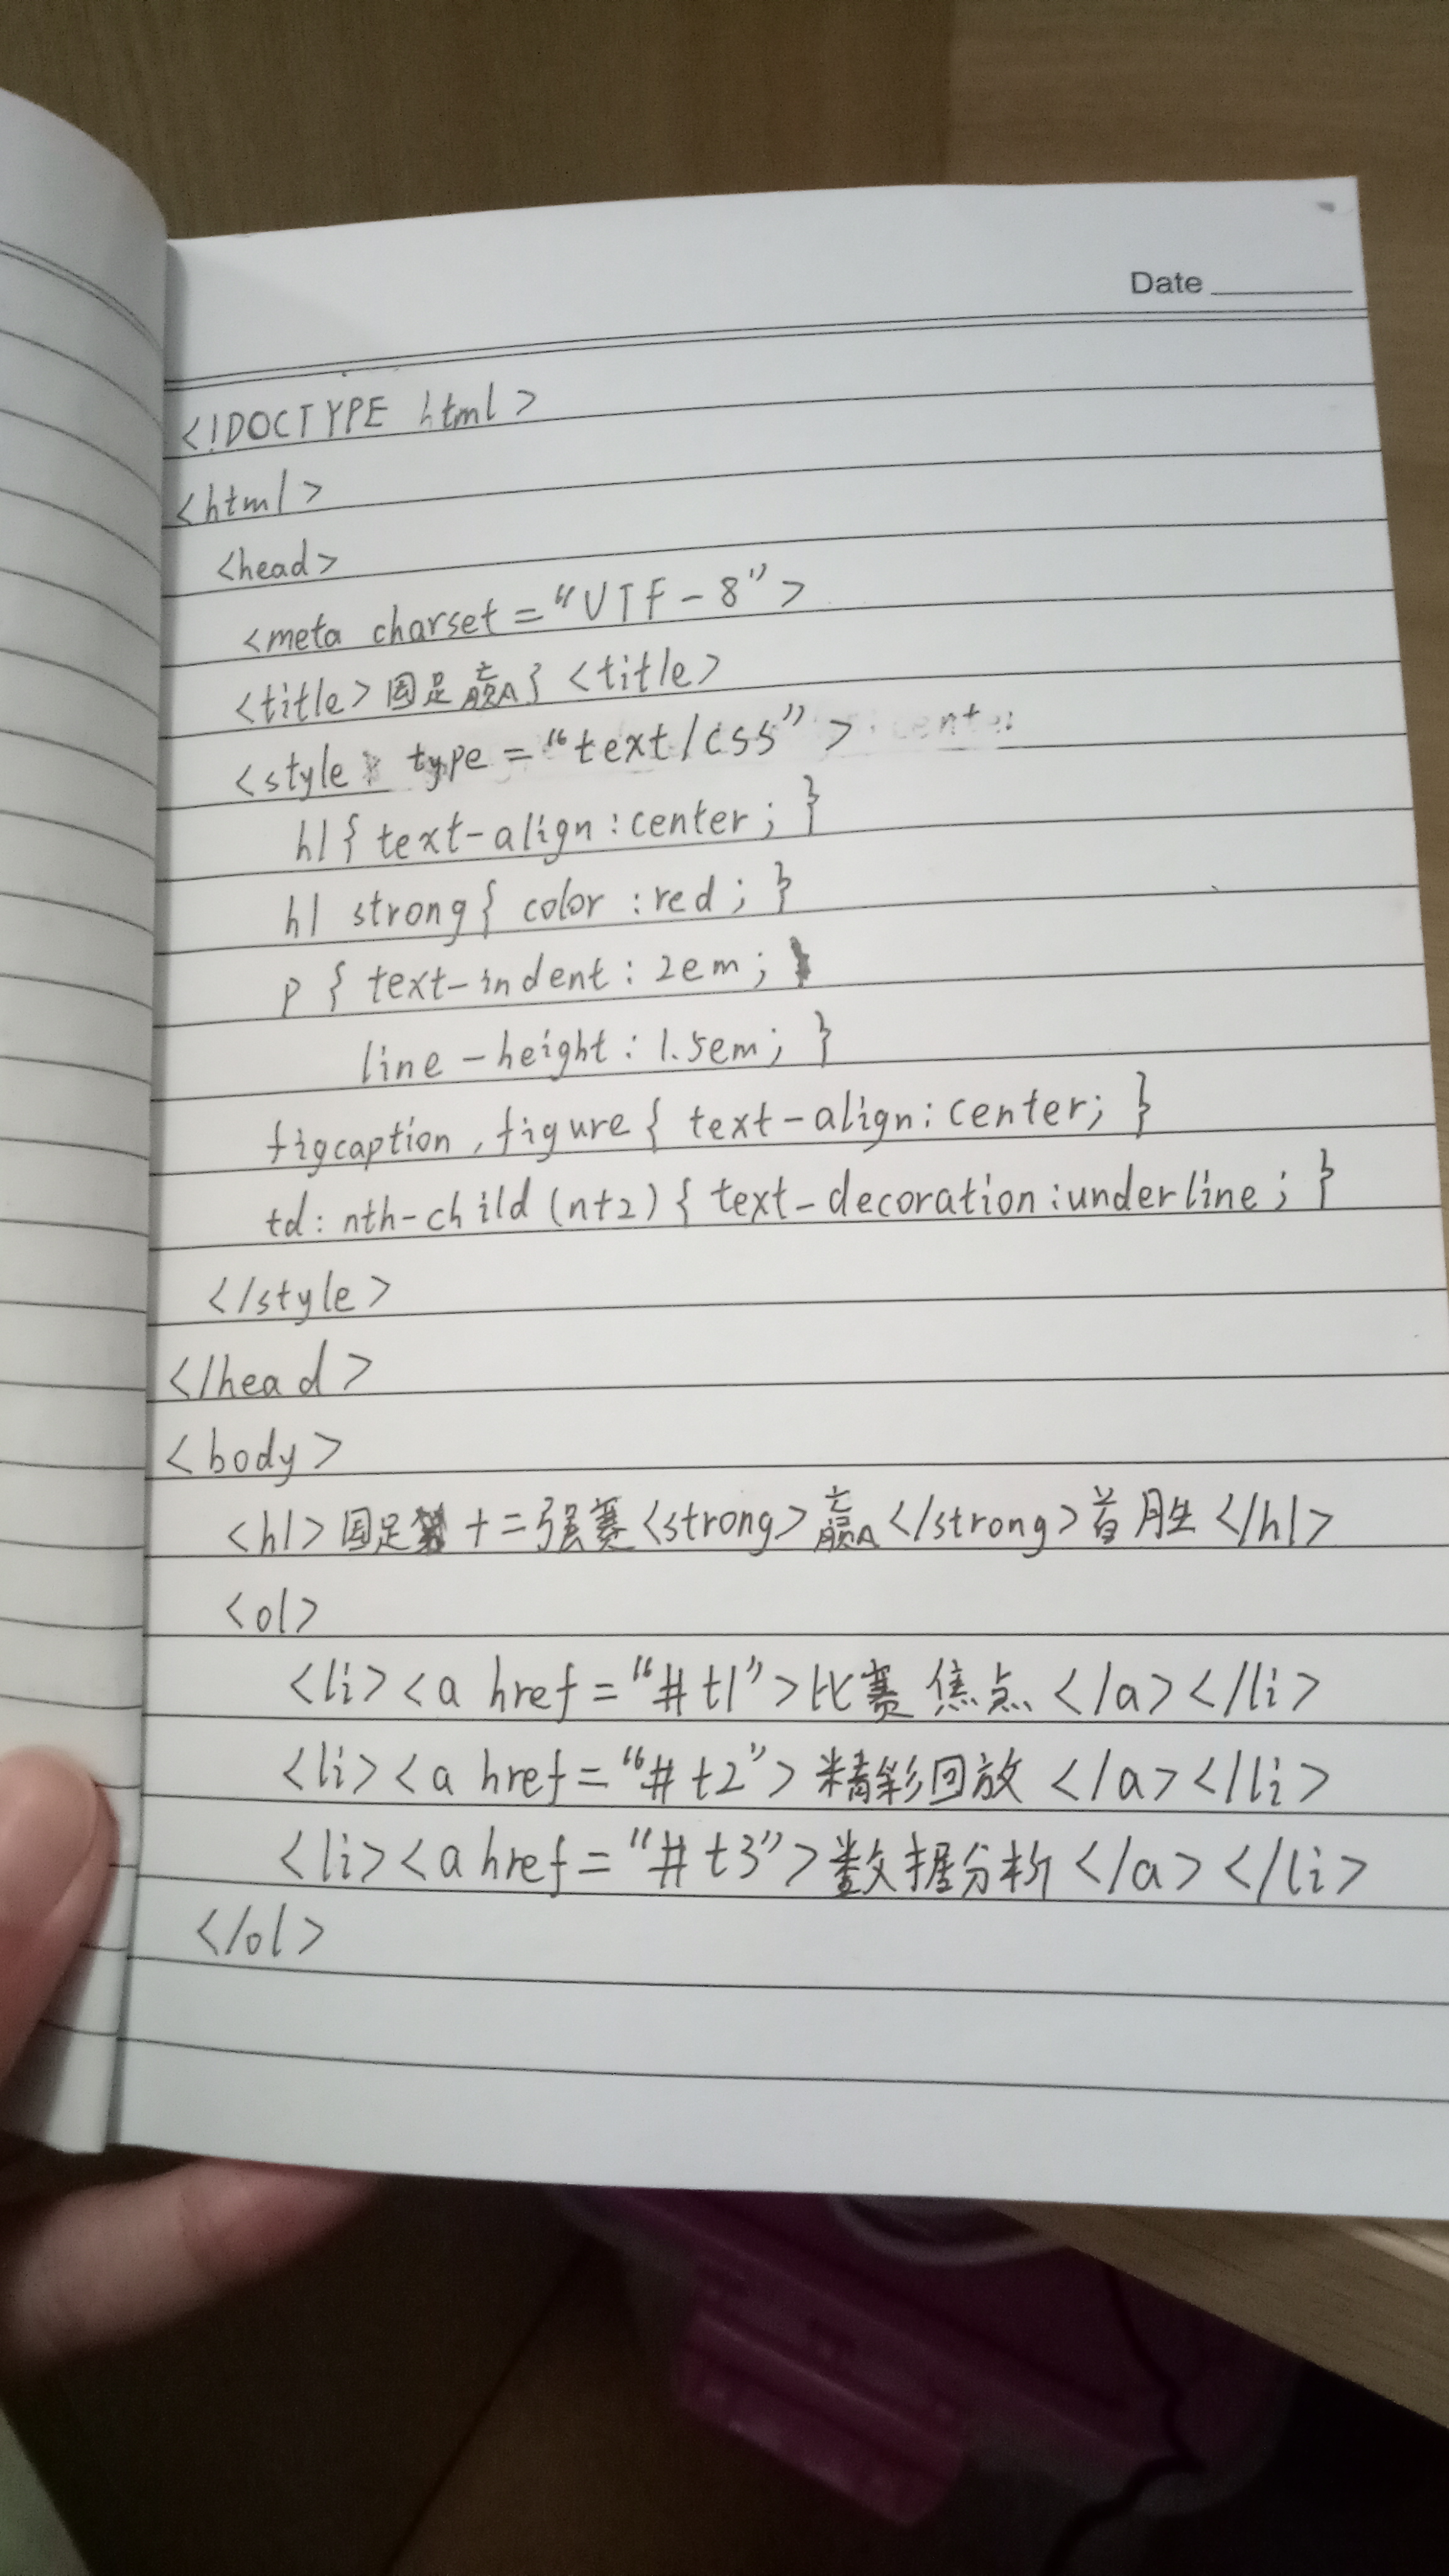 Date
<!DOCTYPE html>
<html>
<head>
<meta charset="UTF-8">
<title>国足赢了<title>
<style type="text/css">
h1{text-align:center;}
h1 strong{color:red;}
p{text-indent:2em;
line-height:1.5em;}
figcaption,figure{text-align:center;}
td:nth-child(n+2){text-decoration:underline;}
</style>
</head>
<body>
<h1>国足十二强赛<strong>赢</strong>首胜</h1>
<ol>
<li><a href="#t1">比赛焦点</a></li>
<li><a href="#t2">精彩回放</a></li>
<li><a href="#t3">数据分析</a></li>
</ol>